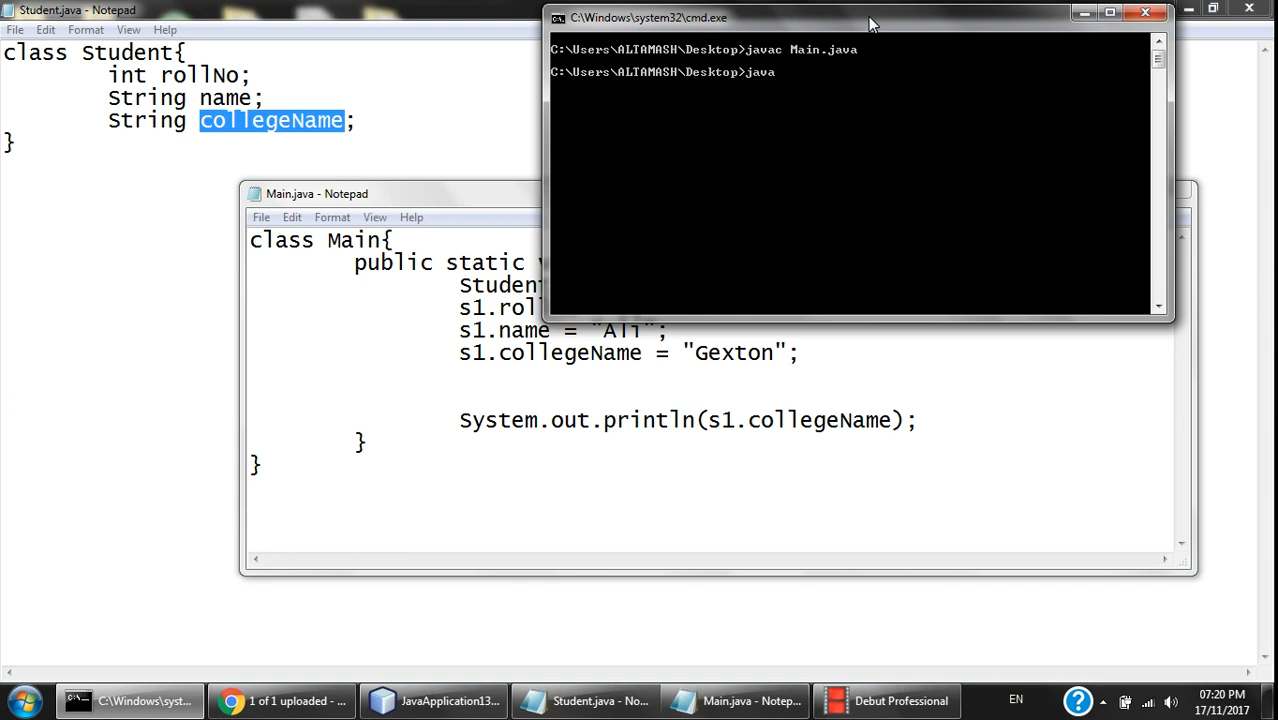 Student.java - Notepad
File Edit Format View Help
class Student{
int rollNo;
String name;
String collegeName;
}
C:\Windows\system32\cmd.exe
C:\Users\ALTAMASH\Desktop>javac Main.java
C:\Users\ALTAMASH\Desktop>java
Main.java - Notepad
File Edit Format View Help
class Main{
public static
Student
s1.rol
s1.name = "Ali";
s1.collegeName = "Gexton";
System.out.println(s1.collegeName);
}
}
C:\Windows\syst...
1 of 1 uploaded - ...
JavaApplication13...
Student.java - No...
Main.java - Notep...
Debut Professional
EN
07:20 PM
17/11/2017